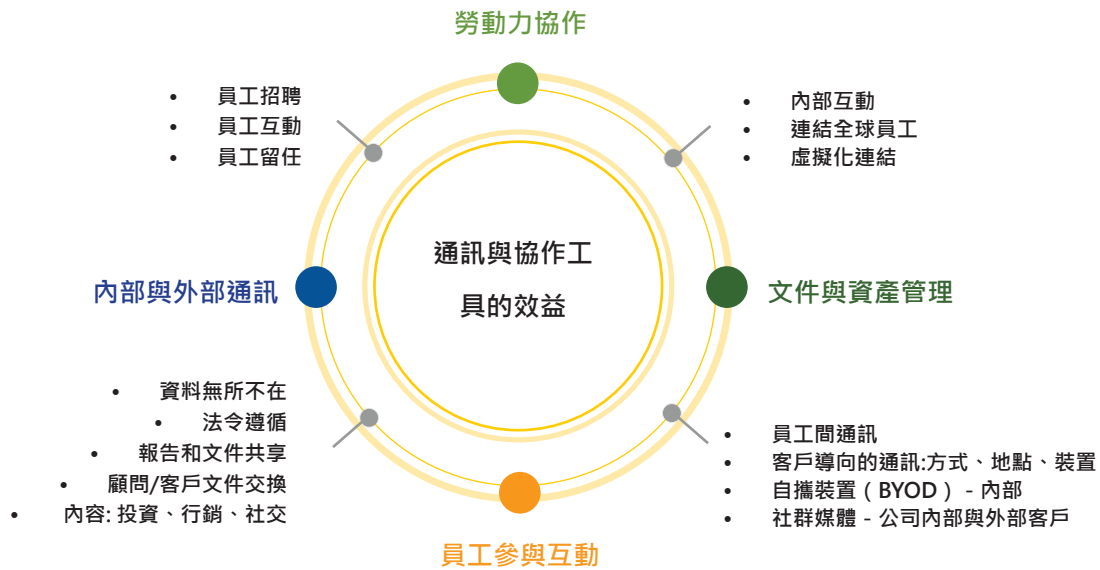 勞動力協作
• 員工招聘
• 員工互動
• 員工留任
• 內部互動
• 連結全球員工
• 虛擬化連結
通訊與協作工
具的效益
內部與外部通訊
文件與資產管理
• 資料無所不在
• 法令遵循
• 報告和文件共享
• 顧問/客戶文件交換
• 內容: 投資、行銷、社交
• 員工間通訊
• 客戶導向的通訊:方式、地點、裝置
• 自攜裝置（BYOD） - 內部
• 社群媒體 - 公司內部與外部客戶
員工參與互動